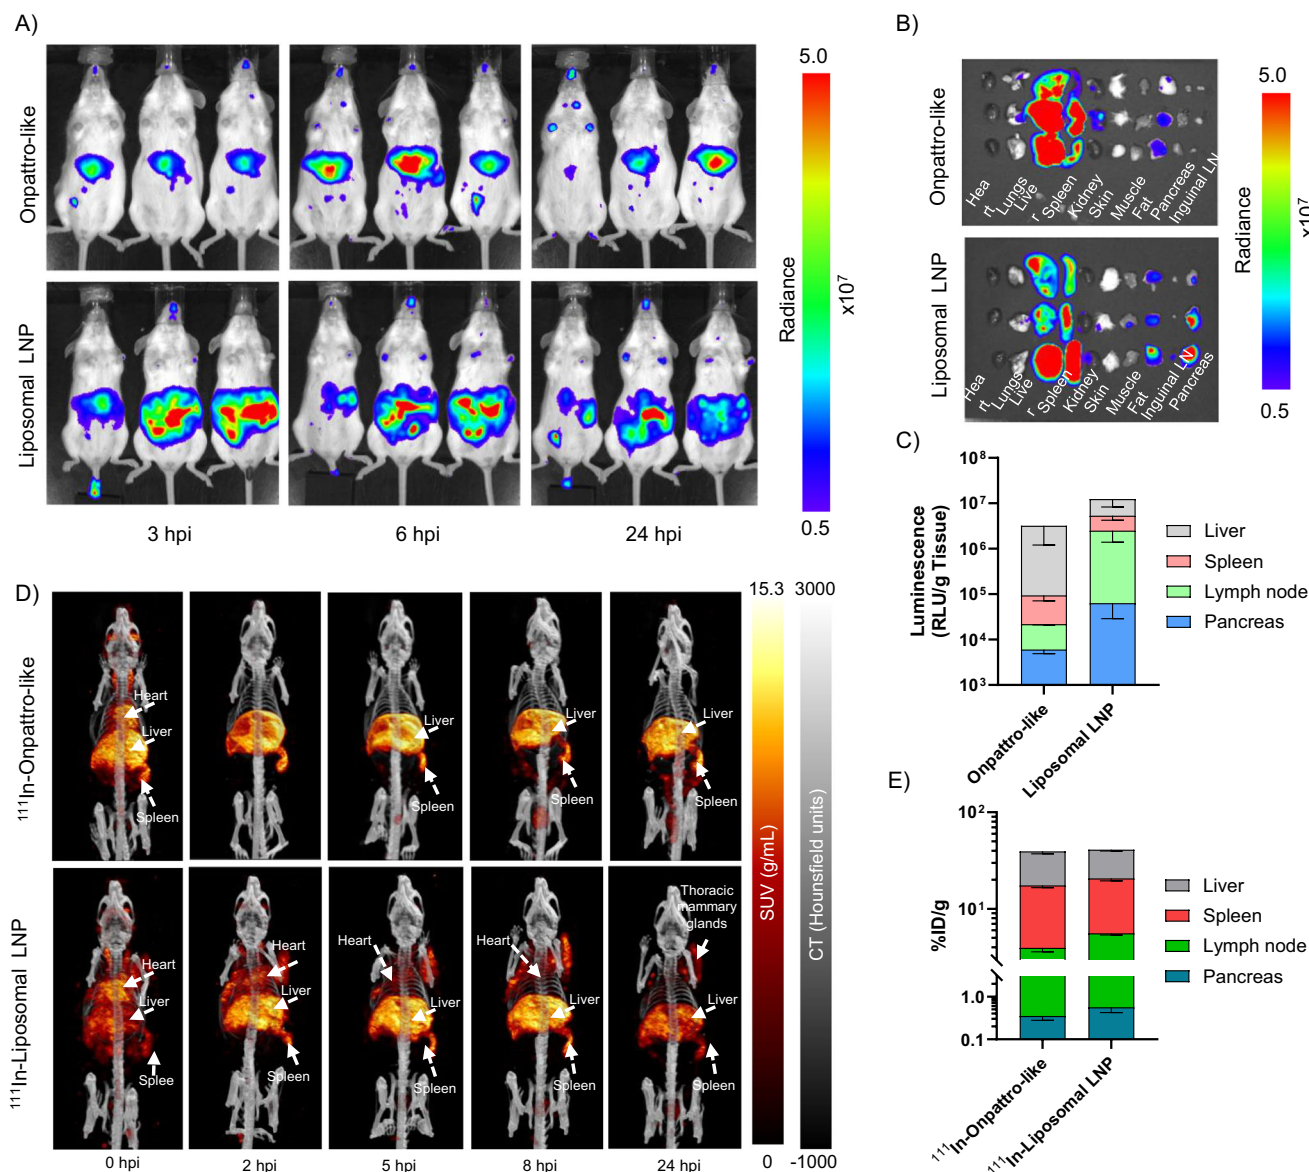 A)
Onpattro-like
Liposomal LNP
3 hpi
6 hpi
24 hpi
5.0
Radiance
x10⁷
0.5
B)
Onpattro-like
Hea
rt
Lungs
Live
r
Spleen
Kidney
Skin
Muscle
Fat
Pancreas
Inguinal LN
Liposomal LNP
Hea
rt
Lungs
Live
r
Spleen
Kidney
Skin
Muscle
Fat
Inguinal LN
Pancreas
5.0
Radiance
x10⁷
0.5
C)
Luminescence
(RLU/g Tissue)
10⁸
10⁷
10⁶
10⁵
10⁴
10³
Onpattro-like
Liposomal LNP
Liver
Spleen
Lymph node
Pancreas
D)
¹¹¹In-Onpattro-like
Heart
Liver
Spleen
Liver
Spleen
Liver
Spleen
Liver
Spleen
¹¹¹In-Liposomal LNP
Heart
Liver
Splee
Heart
Liver
Spleen
Heart
Liver
Spleen
Heart
Liver
Spleen
Thoracic
mammary
glands
Liver
Spleen
0 hpi
2 hpi
5 hpi
8 hpi
24 hpi
15.3
SUV (g/mL)
0
3000
CT (Hounsfield units)
-1000
E)
%ID/g
10²
10¹
1.0
0.1
¹¹¹In-Onpattro-like
¹¹¹In-Liposomal LNP
Liver
Spleen
Lymph node
Pancreas